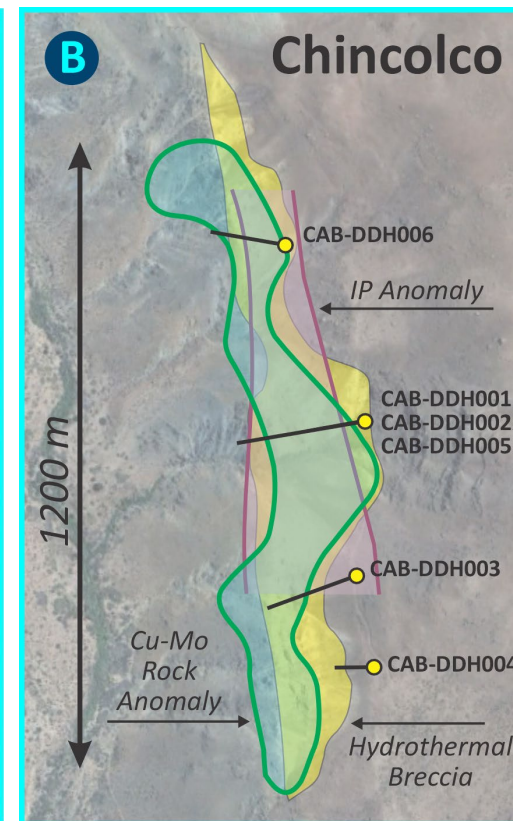 B
Chincolco
CAB-DDH006
IP Anomaly
CAB-DDH001
CAB-DDH002
CAB-DDH005
1200 m
CAB-DDH003
Cu-Mo
Rock
Anomaly
CAB-DDH004
Hydrothermal
Breccia